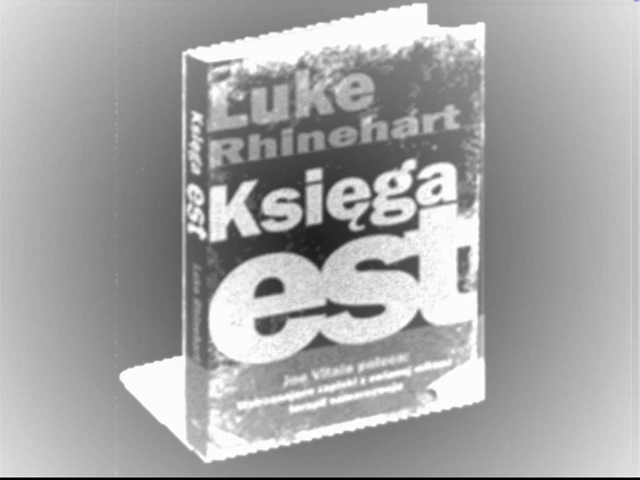 Luke
Rhinehart
Księga
est
Joe Vitale poleca:
Księga est Luke Rhinehart